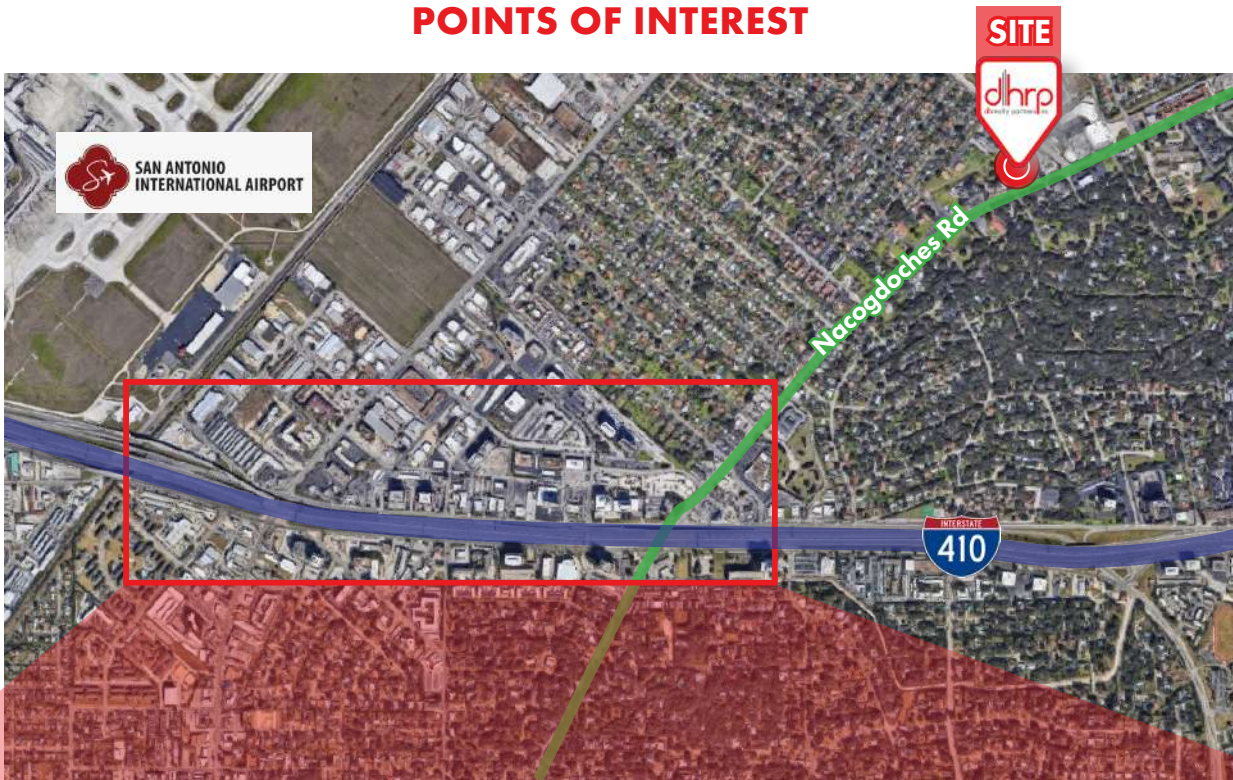 POINTS OF INTEREST
SITE
dhrp
SAN ANTONIO
INTERNATIONAL AIRPORT
Nacogdoches Rd
INTERSTATE
410